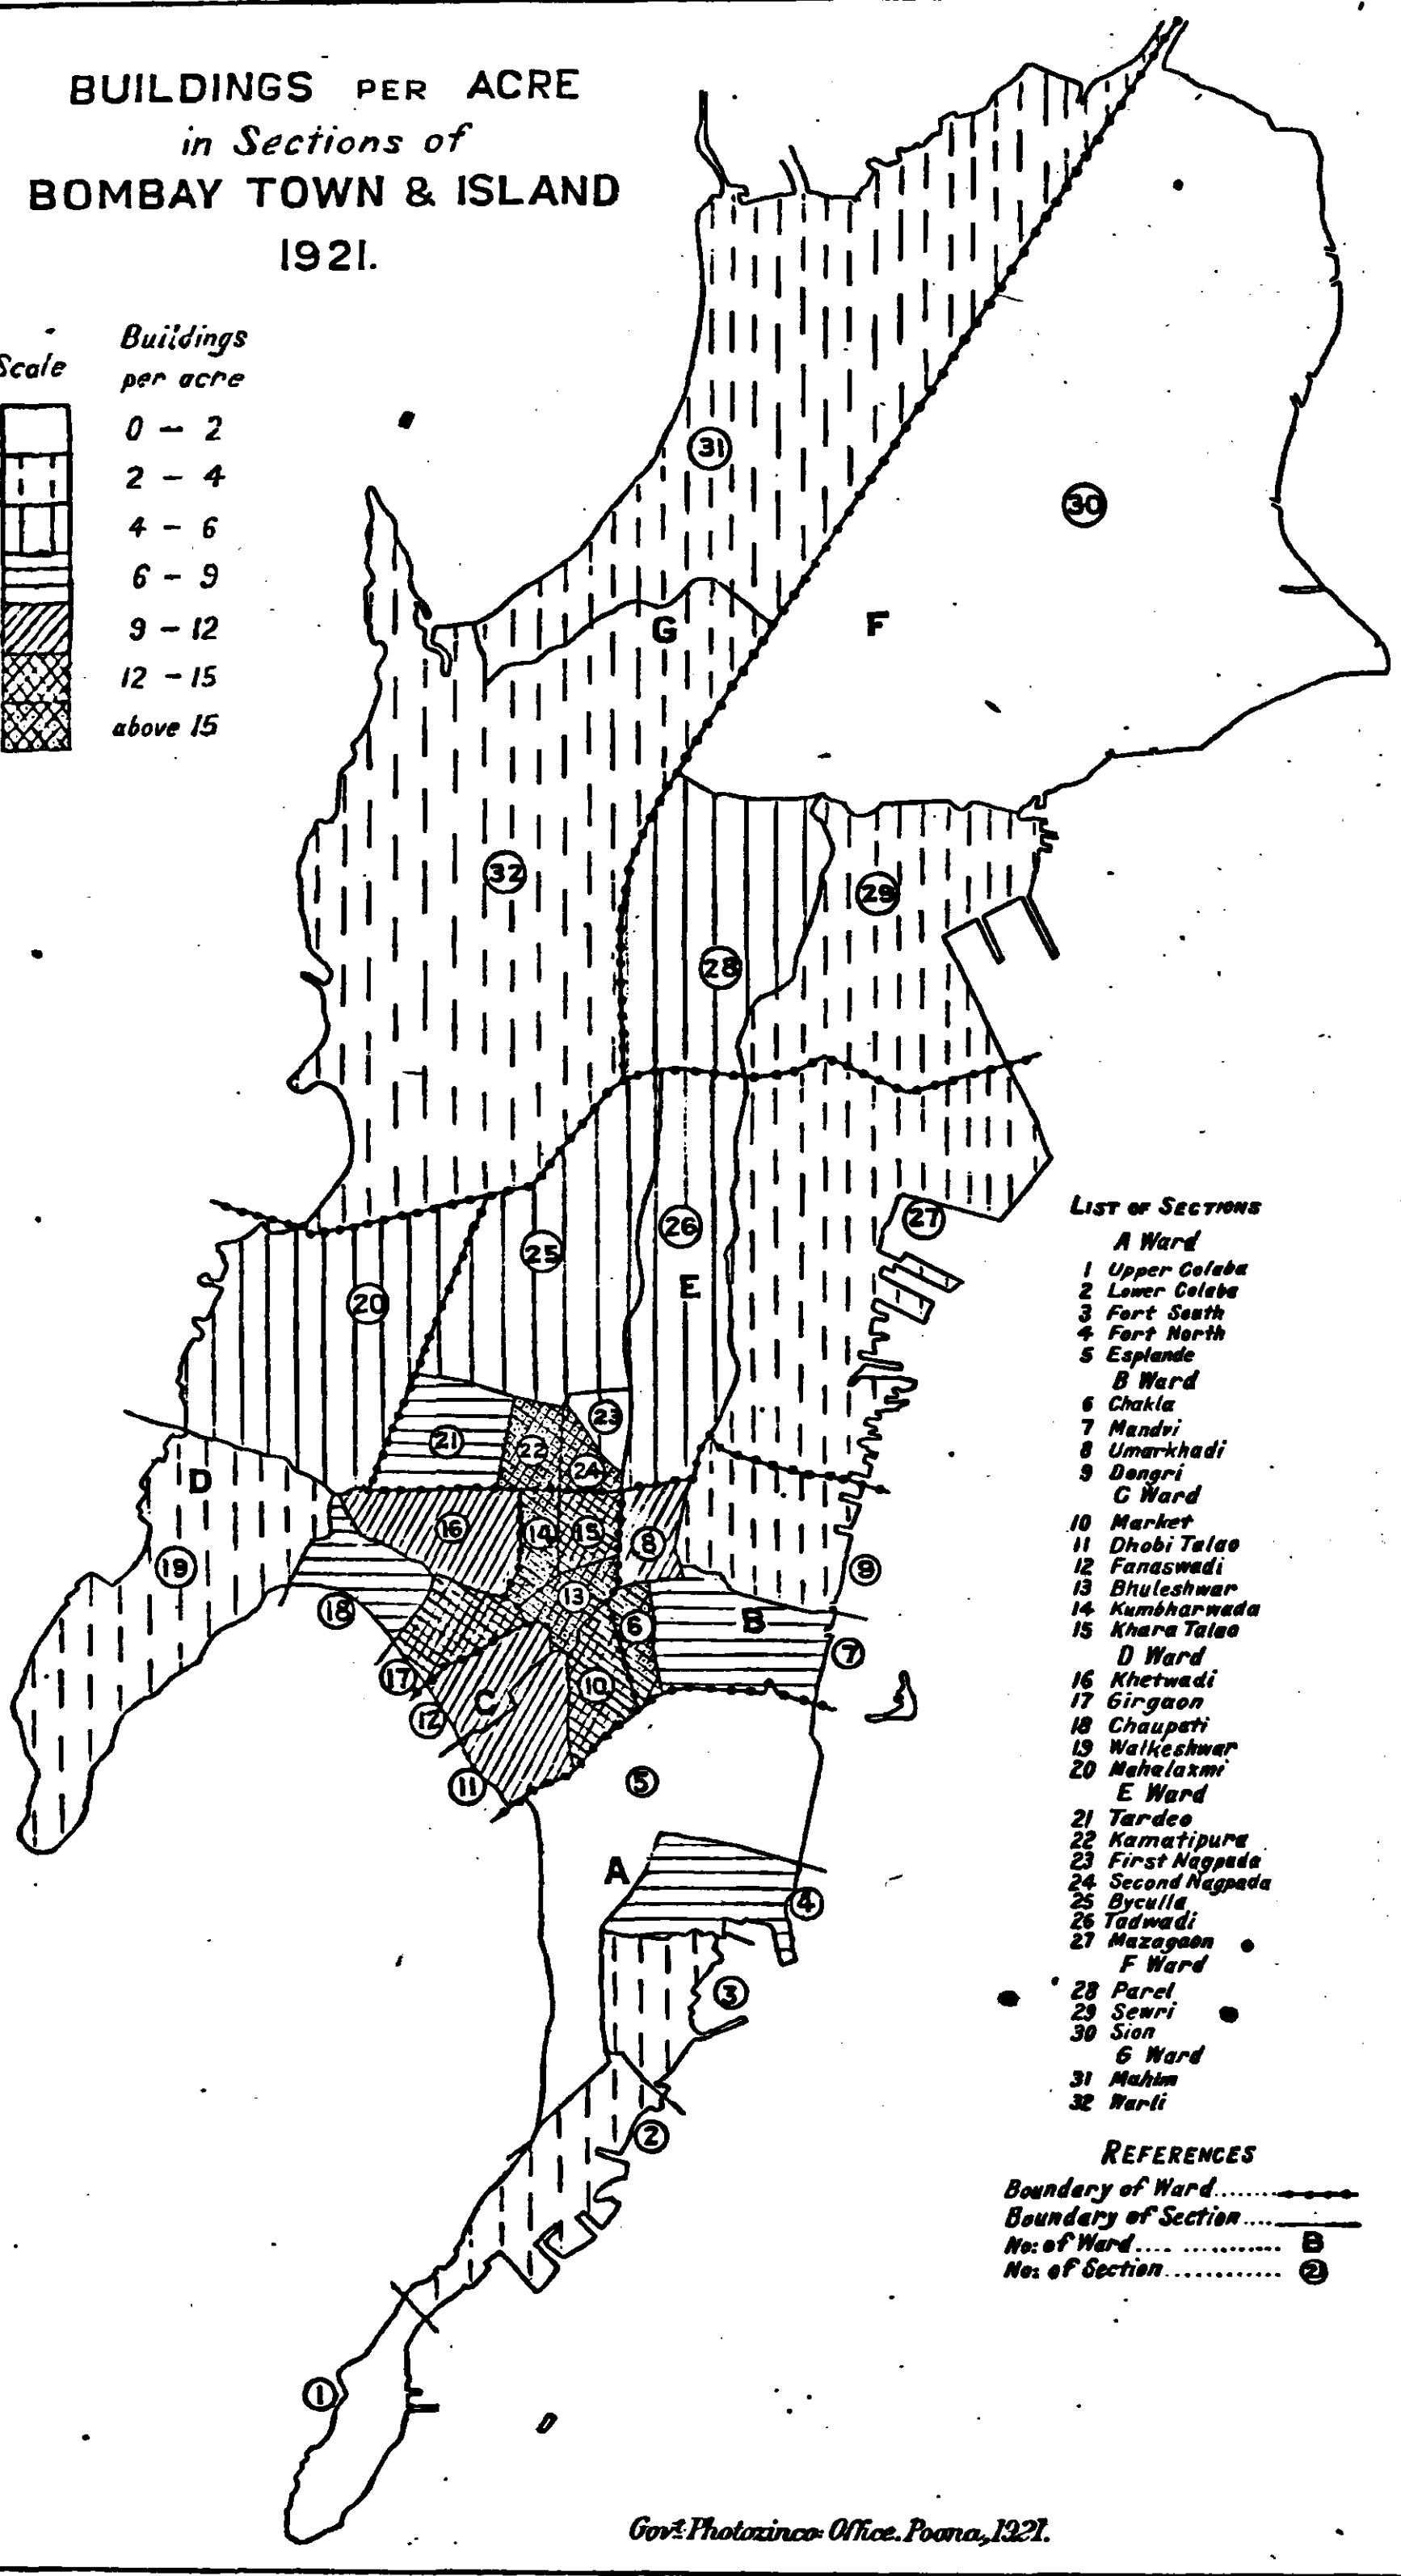 BUILDINGS PER ACRE
in Sections of
BOMBAY TOWN & ISLAND
1921.
Scale
Buildings
per acre
0 - 2
2 - 4
4 - 6
6 - 9
9 - 12
12 - 15
above 15
31
30
G
F
32
29
28
27
26
25
E
20
23
21
22
24
D
16
14
15
8
19
9
13
18
6
B
7
17
10
C
12
11
5
A
4
3
2
1
LIST OF SECTIONS
A Ward
1 Upper Colaba
2 Lower Colaba
3 Fort South
4 Fort North
5 Esplande
B Ward
6 Chakla
7 Mandvi
8 Umarkhadi
9 Dongri
C Ward
10 Market
11 Dhobi Talao
12 Fanaswadi
13 Bhuleshwar
14 Kumbharwada
15 Khara Talao
D Ward
16 Khetwadi
17 Girgaon
18 Chaupati
19 Walkeshwar
20 Mahalaxmi
E Ward
21 Tardeo
22 Kamatipura
23 First Nagpada
24 Second Nagpada
25 Byculla
26 Tadwadi
27 Mazagaon
F Ward
28 Parel
29 Sewri
30 Sion
G Ward
31 Mahim
32 Warli
REFERENCES
Boundary of Ward........
Boundary of Section....
No: of Ward.... ............ B
No: of Section............ 21
Govt: Photozinco: Office. Poona, 1921.